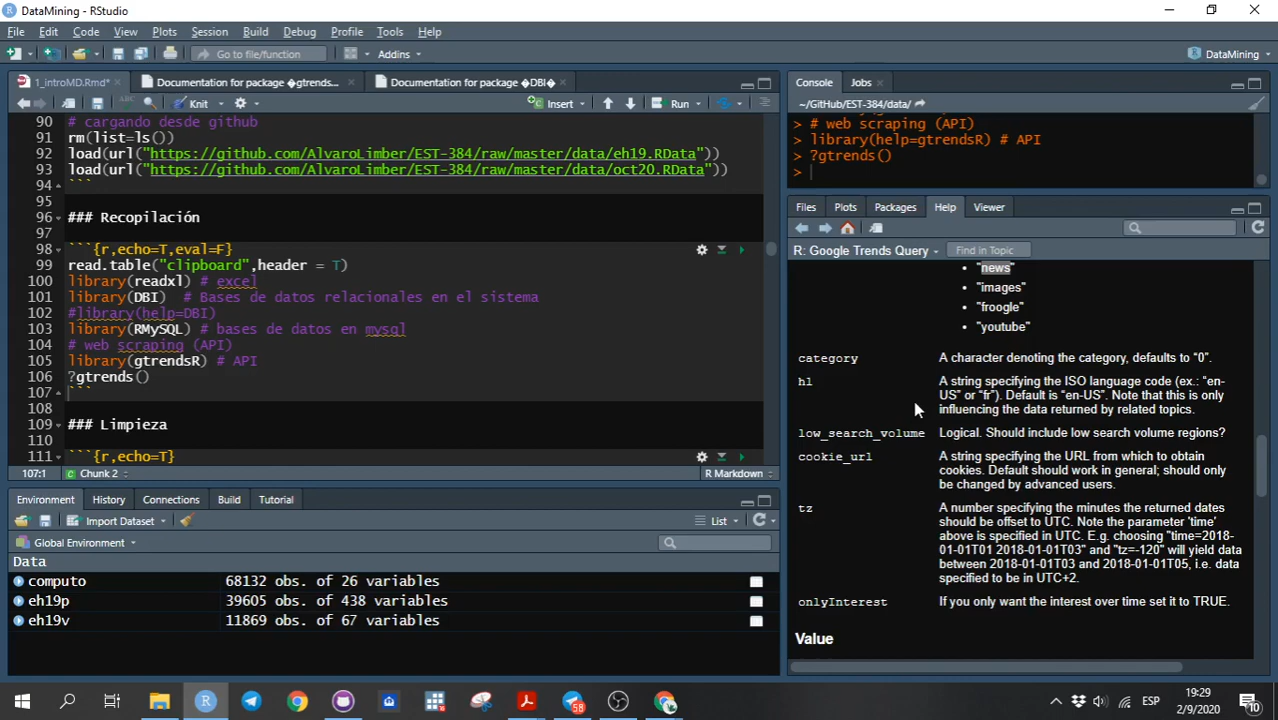 DataMining - RStudio
File Edit Code View Plots Session Build Debug Profile Tools Help
Go to file/function Addins DataMining
1_introMD.Rmd* Documentation for package �gtrends... Documentation for package �DBI�
Knit Insert Run
90 # cargando desde github
91 rm(list=ls())
92 load(url("https://github.com/AlvaroLimber/EST-384/raw/master/data/eh19.RData"))
93 load(url("https://github.com/AlvaroLimber/EST-384/raw/master/data/oct20.RData"))
94 ```
95
96 ### Recopilación
97
98 ```{r,echo=T,eval=F}
99 read.table("clipboard",header = T)
100 library(readxl) # excel
101 library(DBI)  # Bases de datos relacionales en el sistema
102 #library(help=DBI)
103 library(RMySQL) # bases de datos en mysql
104 # web scraping (API)
105 library(gtrendsR) # API
106 ?gtrends()
107 ```
108
109 ### Limpieza
110
111 ```{r,echo=T}
107:1 Chunk 2 R Markdown
Environment History Connections Build Tutorial
Import Dataset List
Global Environment
Data
computo 68132 obs. of 26 variables
eh19p 39605 obs. of 438 variables
eh19v 11869 obs. of 67 variables
Console Jobs
~/GitHub/EST-384/data/
> # web scraping (API)
> library(help=gtrendsR) # API
> ?gtrends()
>
Files Plots Packages Help Viewer
R: Google Trends Query Find in Topic
• "news"
• "images"
• "froogle"
• "youtube"
category A character denoting the category, defaults to “0”.
hl A string specifying the ISO language code (ex.: “en-
US” or “fr”). Default is “en-US”. Note that this is only
influencing the data returned by related topics.
low_search_volume Logical. Should include low search volume regions?
cookie_url A string specifying the URL from which to obtain
cookies. Default should work in general; should only
be changed by advanced users.
tz A number specifying the minutes the returned dates
should be offset to UTC. Note the parameter 'time'
above is specified in UTC. E.g. choosing "time=2018-
01-01T01 2018-01-01T03" and "tz=-120" will yield data
between 2018-01-01T03 and 2018-01-01T05, i.e. data
specified to be in UTC+2.
onlyInterest If you only want the interest over time set it to TRUE.
Value
58
ESP
19:29
2/9/2020
10